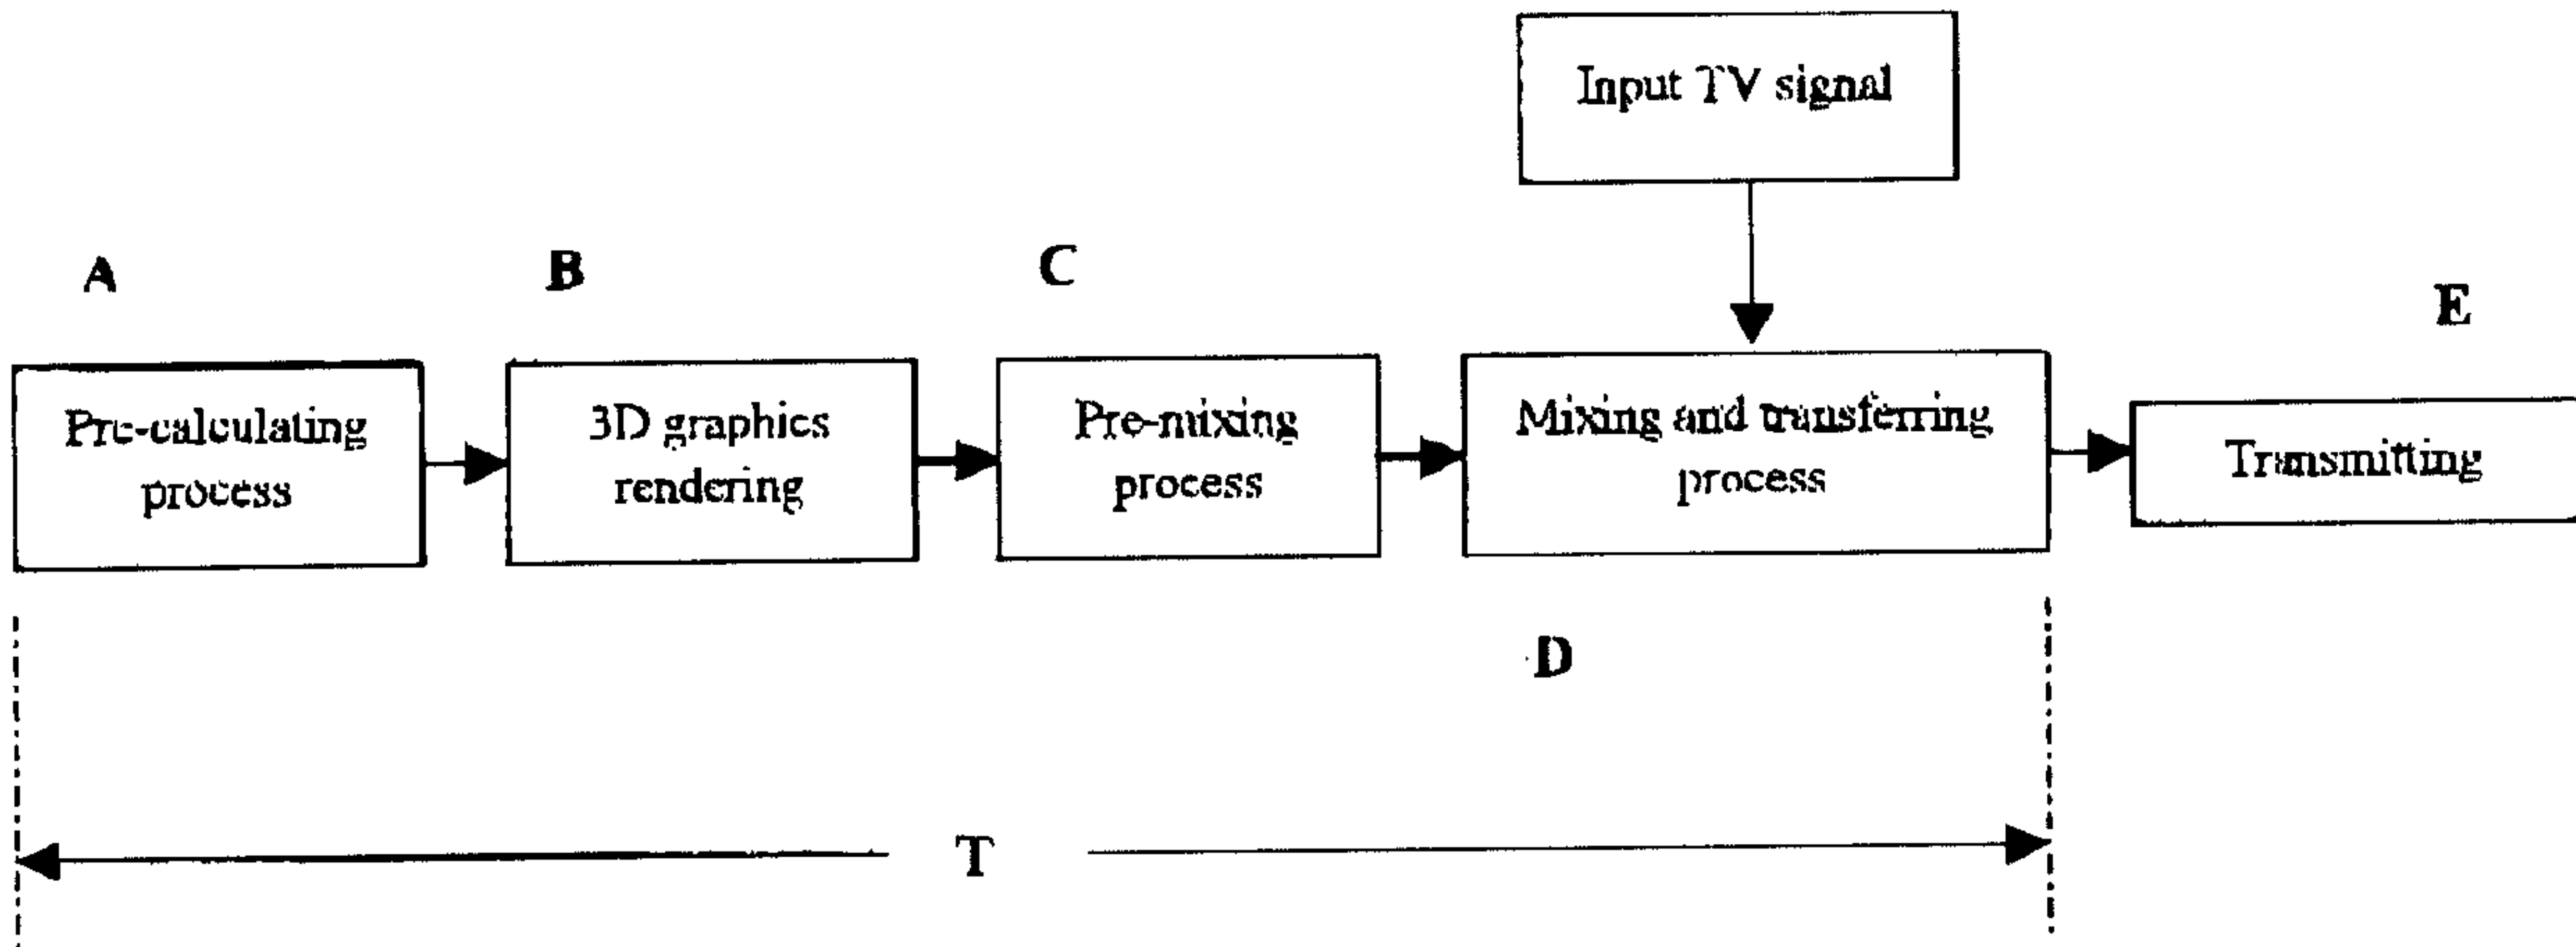 Input TV signal
A
B
C
E
Pre-calculating
process
3D graphics
rendering
Pre-mixing
process
Mixing and transferring
process
Transmitting
D
T